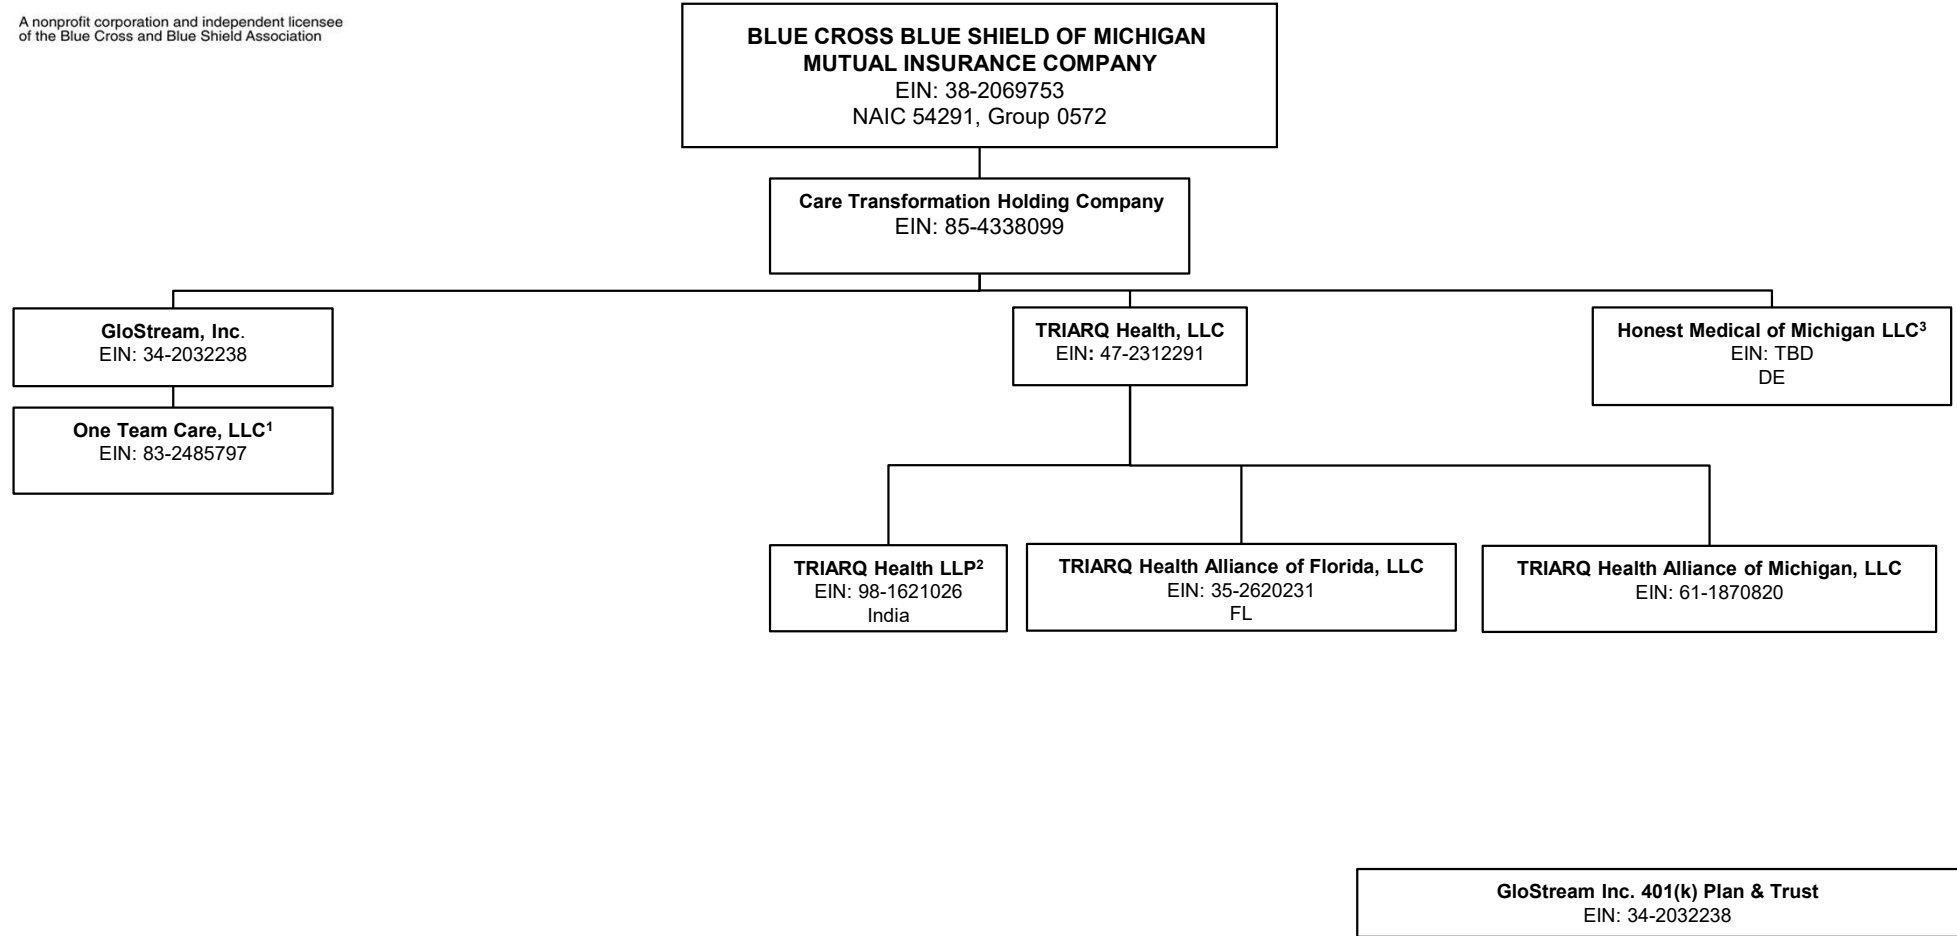 A nonprofit corporation and independent licensee
of the Blue Cross and Blue Shield Association
BLUE CROSS BLUE SHIELD OF MICHIGAN
MUTUAL INSURANCE COMPANY
EIN: 38-2069753
NAIC 54291, Group 0572
Care Transformation Holding Company
EIN: 85-4338099
GloStream, Inc.
EIN: 34-2032238
TRIARQ Health, LLC
EIN: 47-2312291
Honest Medical of Michigan LLC³
EIN: TBD
DE
One Team Care, LLC¹
EIN: 83-2485797
TRIARQ Health LLP²
EIN: 98-1621026
India
TRIARQ Health Alliance of Florida, LLC
EIN: 35-2620231
FL
TRIARQ Health Alliance of Michigan, LLC
EIN: 61-1870820
GloStream Inc. 401(k) Plan & Trust
EIN: 34-2032238